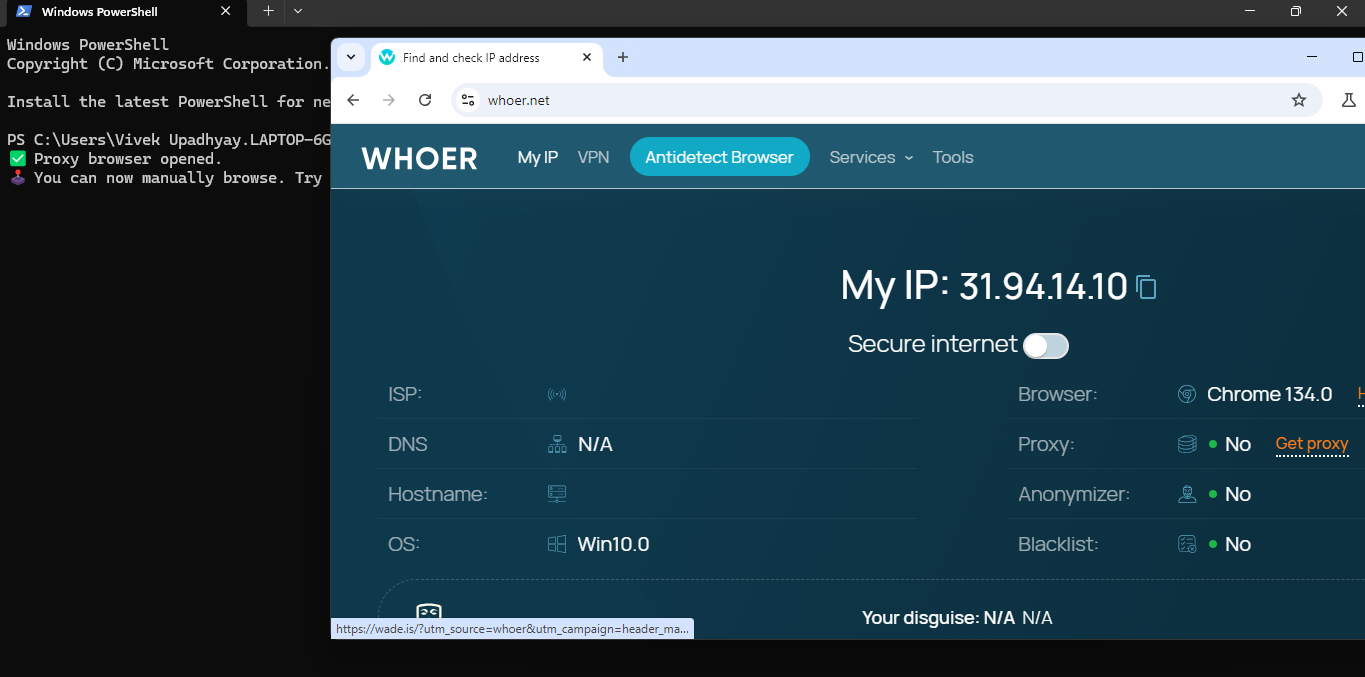 Windows PowerShell
Windows PowerShell
Copyright (C) Microsoft Corporation.
Install the latest PowerShell for ne
PS C:\Users\Vivek Upadhyay.LAPTOP-6G
✅ Proxy browser opened.
🕹️ You can now manually browse. Try
Find and check IP address
whoer.net
WHOER My IP VPN Antidetect Browser Services Tools
My IP: 31.94.14.10
Secure internet
ISP:
DNS N/A
Hostname:
OS: Win10.0
Browser: Chrome 134.0
Proxy: No Get proxy
Anonymizer: No
Blacklist: No
Your disguise: N/A N/A
https://wade.is/?utm_source=whoer&utm_campaign=header_ma...